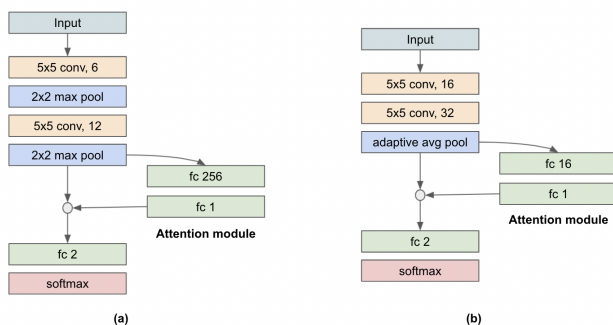 Input
5x5 conv, 6
2x2 max pool
5x5 conv, 12
2x2 max pool
fc 256
fc 1
Attention module
fc 2
softmax
(a)
Input
5x5 conv, 16
5x5 conv, 32
adaptive avg pool
fc 16
fc 1
Attention module
fc 2
softmax
(b)